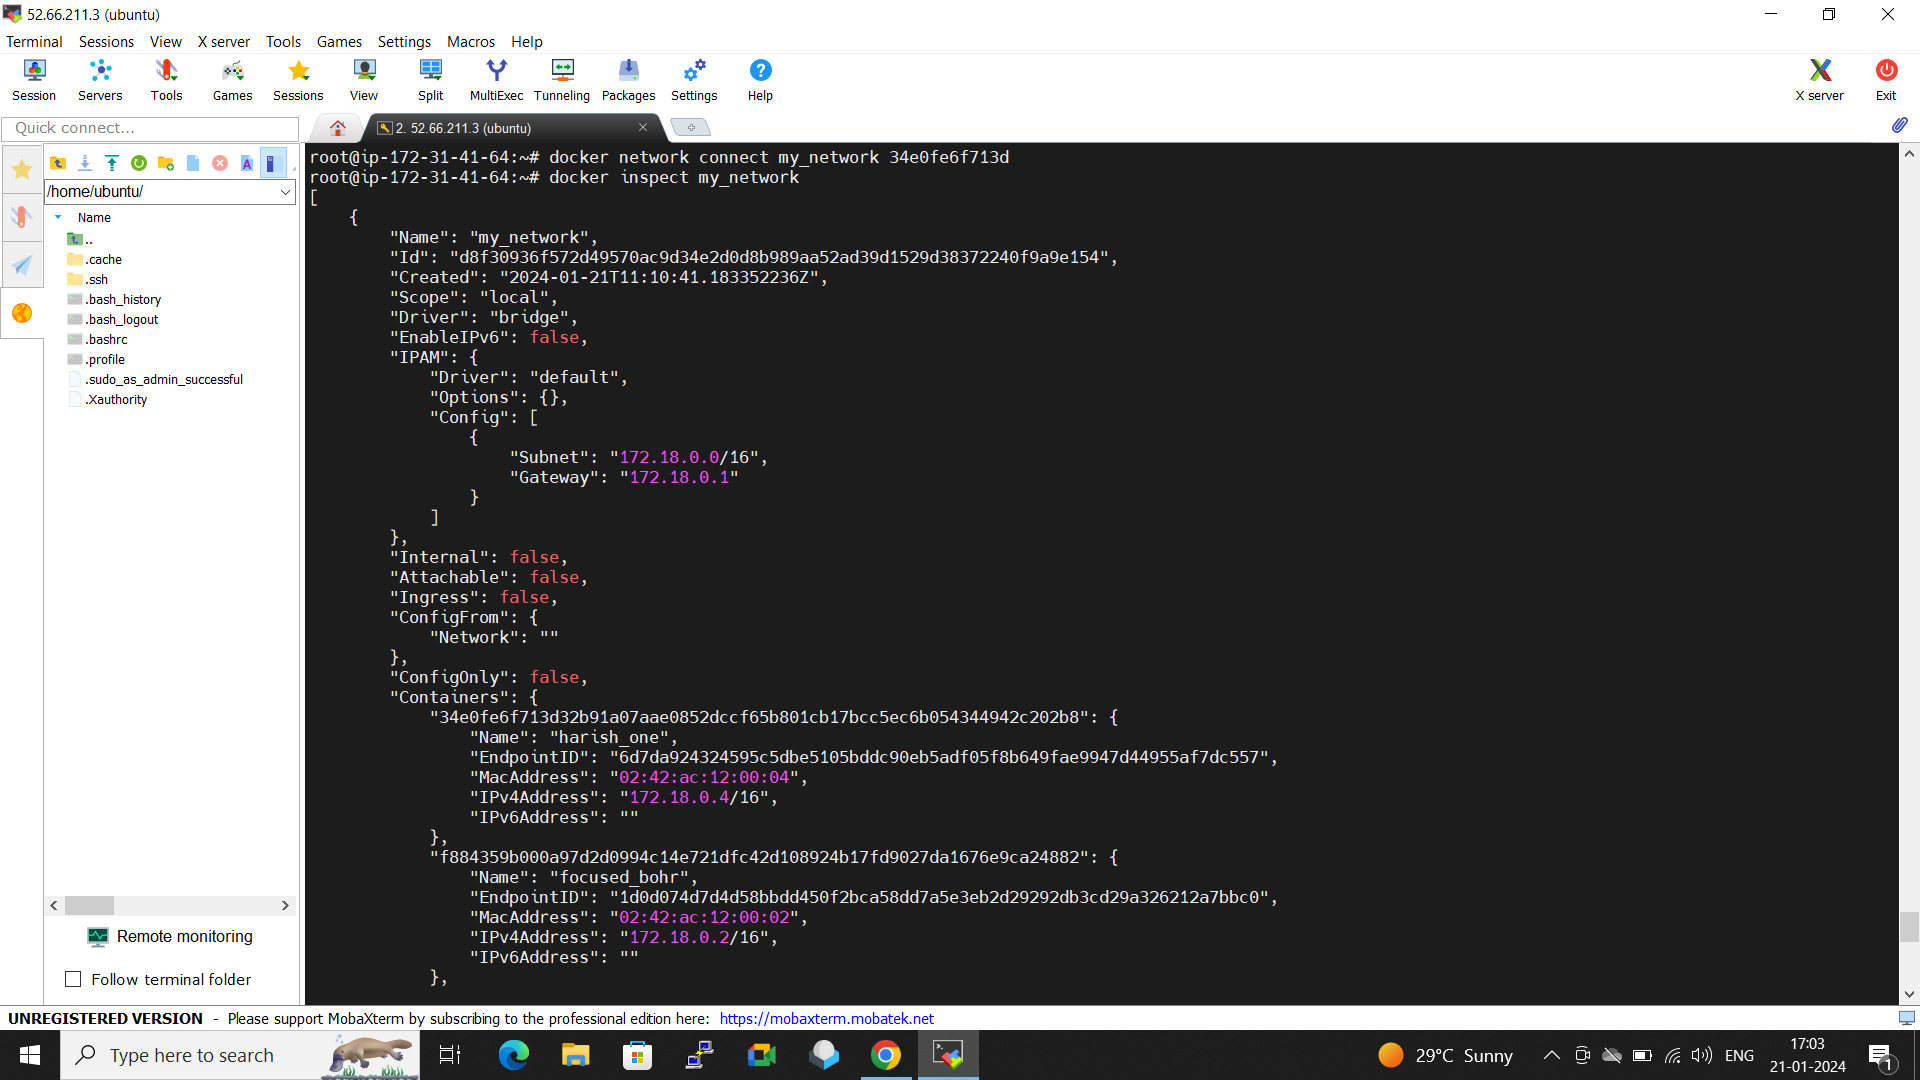 52.66.211.3 (ubuntu)
Terminal Sessions View X server Tools Games Settings Macros Help
Session Servers Tools Games Sessions View Split MultiExec Tunneling Packages Settings Help X server Exit
Quick connect...
2. 52.66.211.3 (ubuntu)
/home/ubuntu/
Name
..
.cache
.ssh
.bash_history
.bash_logout
.bashrc
.profile
.sudo_as_admin_successful
.Xauthority
Remote monitoring
Follow terminal folder
root@ip-172-31-41-64:~# docker network connect my_network 34e0fe6f713d
root@ip-172-31-41-64:~# docker inspect my_network
[
    {
        "Name": "my_network",
        "Id": "d8f30936f572d49570ac9d34e2d0d8b989aa52ad39d1529d38372240f9a9e154",
        "Created": "2024-01-21T11:10:41.183352236Z",
        "Scope": "local",
        "Driver": "bridge",
        "EnableIPv6": false,
        "IPAM": {
            "Driver": "default",
            "Options": {},
            "Config": [
                {
                    "Subnet": "172.18.0.0/16",
                    "Gateway": "172.18.0.1"
                }
            ]
        },
        "Internal": false,
        "Attachable": false,
        "Ingress": false,
        "ConfigFrom": {
            "Network": ""
        },
        "ConfigOnly": false,
        "Containers": {
            "34e0fe6f713d32b91a07aae0852dccf65b801cb17bcc5ec6b054344942c202b8": {
                "Name": "harish_one",
                "EndpointID": "6d7da924324595c5dbe5105bddc90eb5adf05f8b649fae9947d44955af7dc557",
                "MacAddress": "02:42:ac:12:00:04",
                "IPv4Address": "172.18.0.4/16",
                "IPv6Address": ""
            },
            "f884359b000a97d2d0994c14e721dfc42d108924b17fd9027da1676e9ca24882": {
                "Name": "focused_bohr",
                "EndpointID": "1d0d074d7d4d58bbdd450f2bca58dd7a5e3eb2d29292db3cd29a326212a7bbc0",
                "MacAddress": "02:42:ac:12:00:02",
                "IPv4Address": "172.18.0.2/16",
                "IPv6Address": ""
            },
UNREGISTERED VERSION - Please support MobaXterm by subscribing to the professional edition here: https://mobaxterm.mobatek.net
Type here to search
29°C Sunny
ENG
17:03
21-01-2024
1